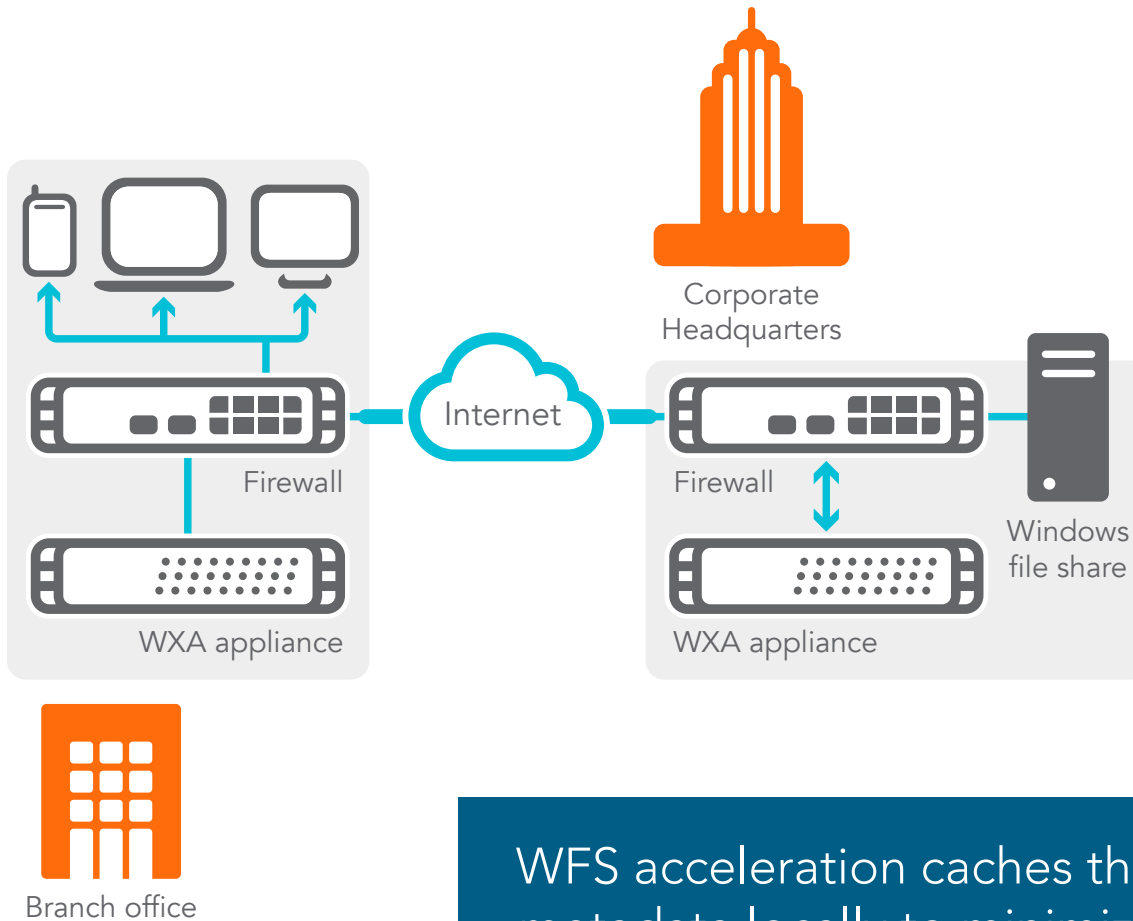 Corporate
Headquarters
Internet
Firewall
WXA appliance
Branch office
Firewall
WXA appliance
Windows
file share
WFS acceleration caches th